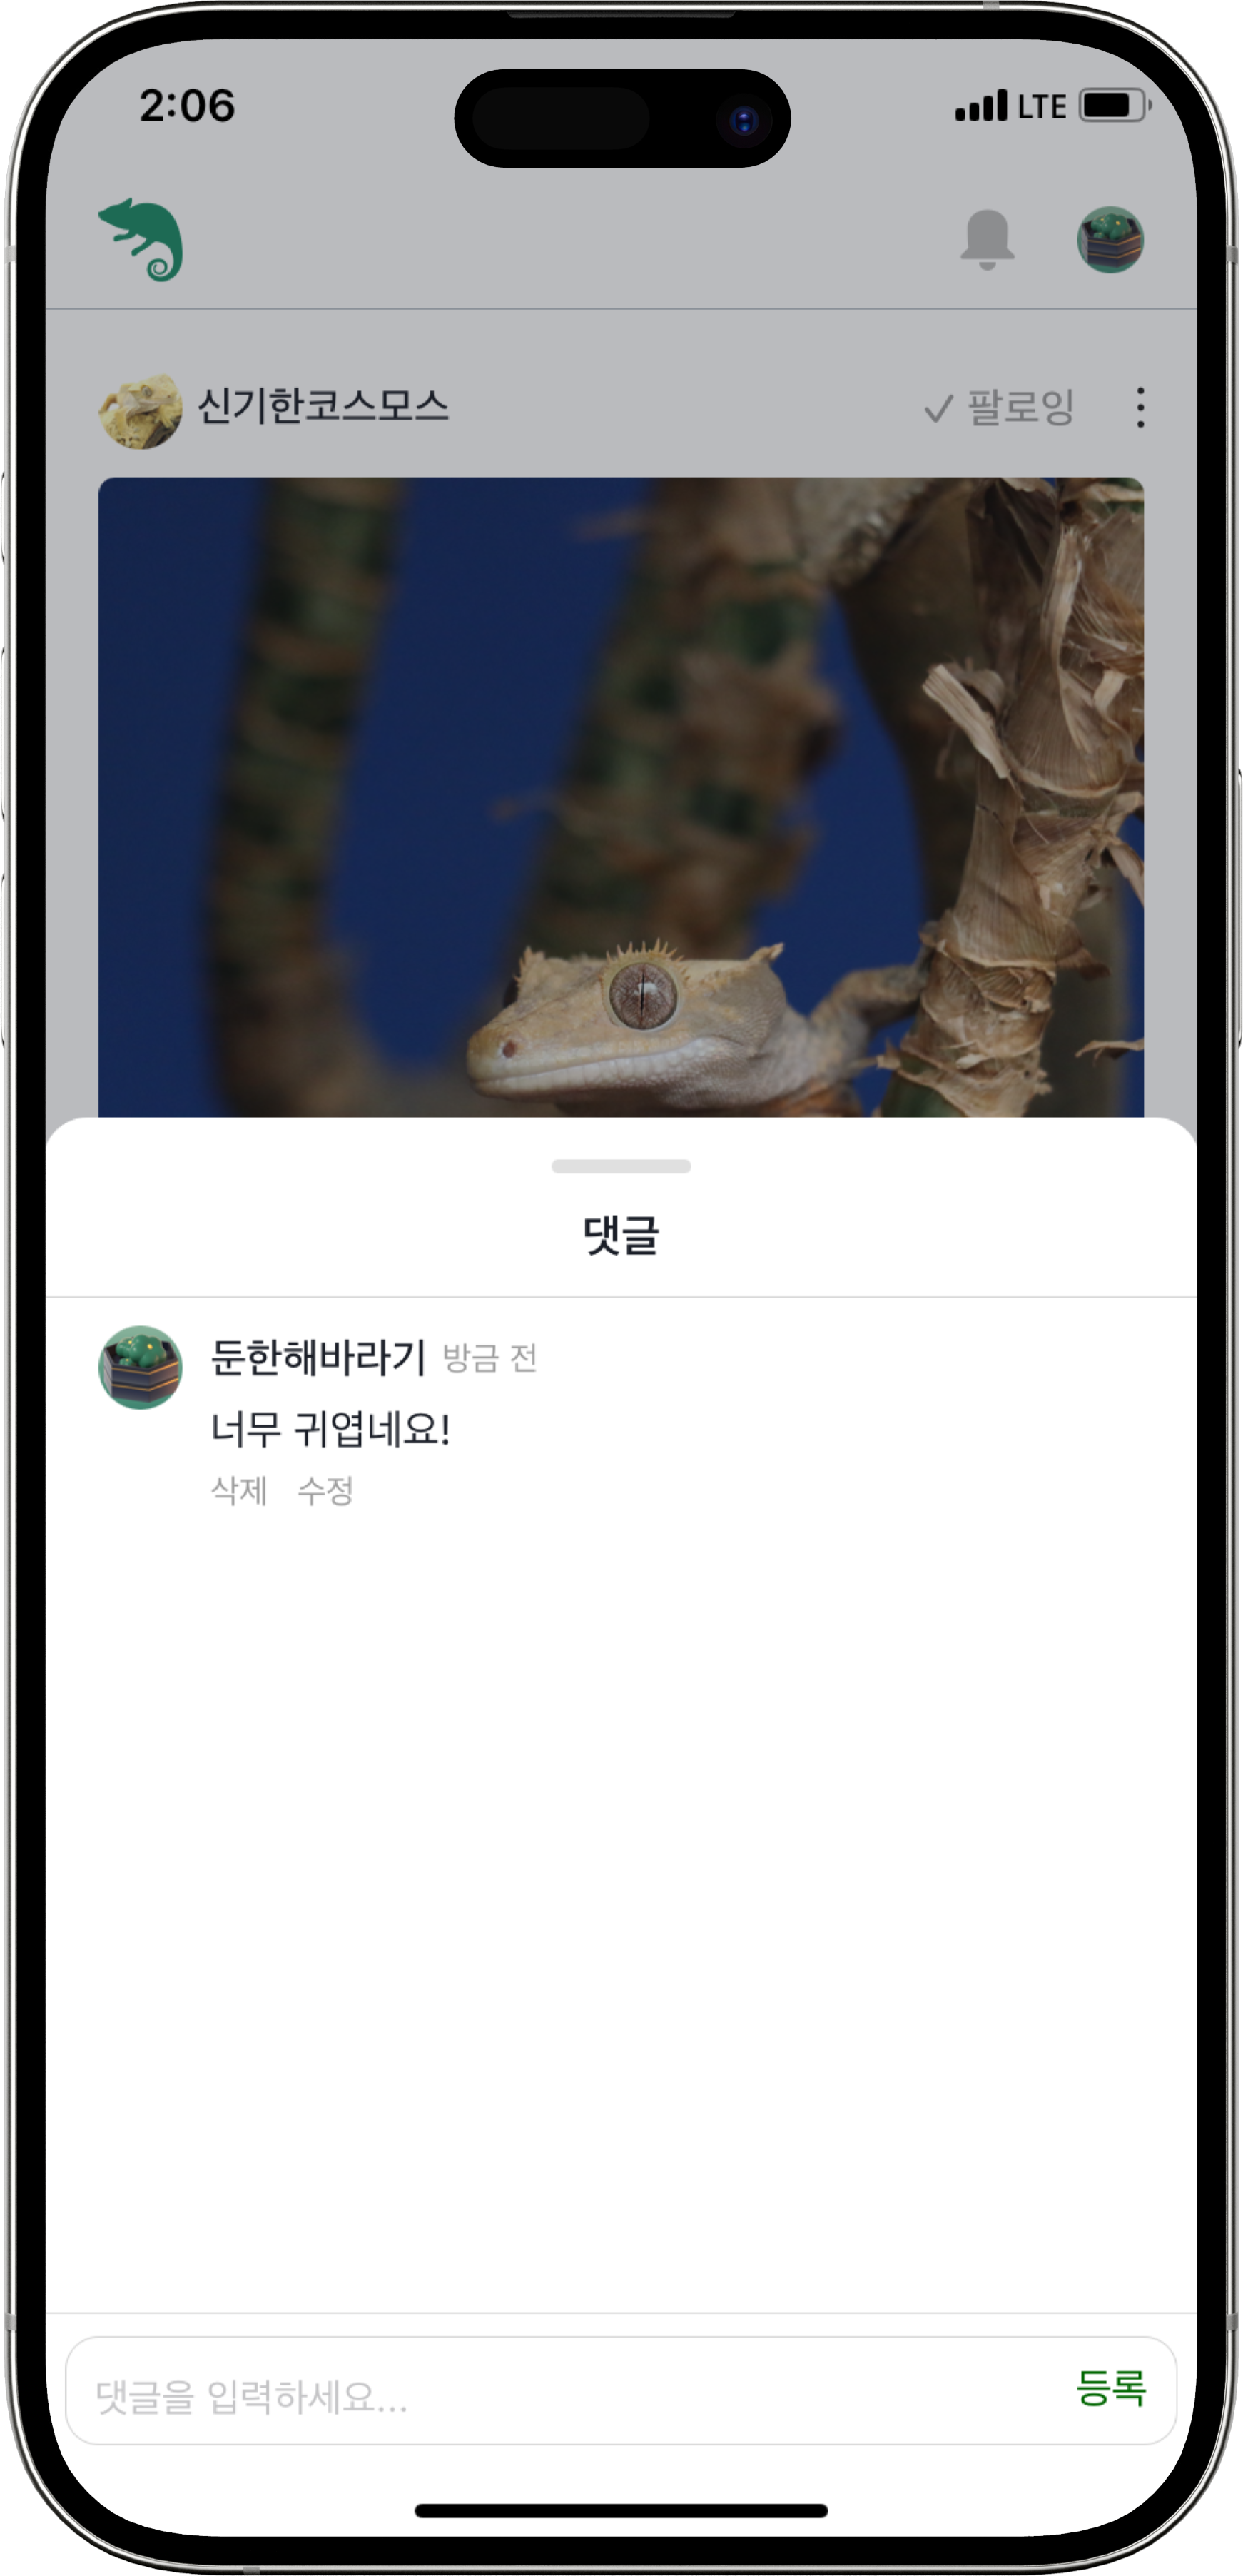 2:06 LTE
신기한코스모스 팔로잉
댓글
둔한해바라기 방금 전
너무 귀엽네요!
삭제 수정
댓글을 입력하세요... 등록